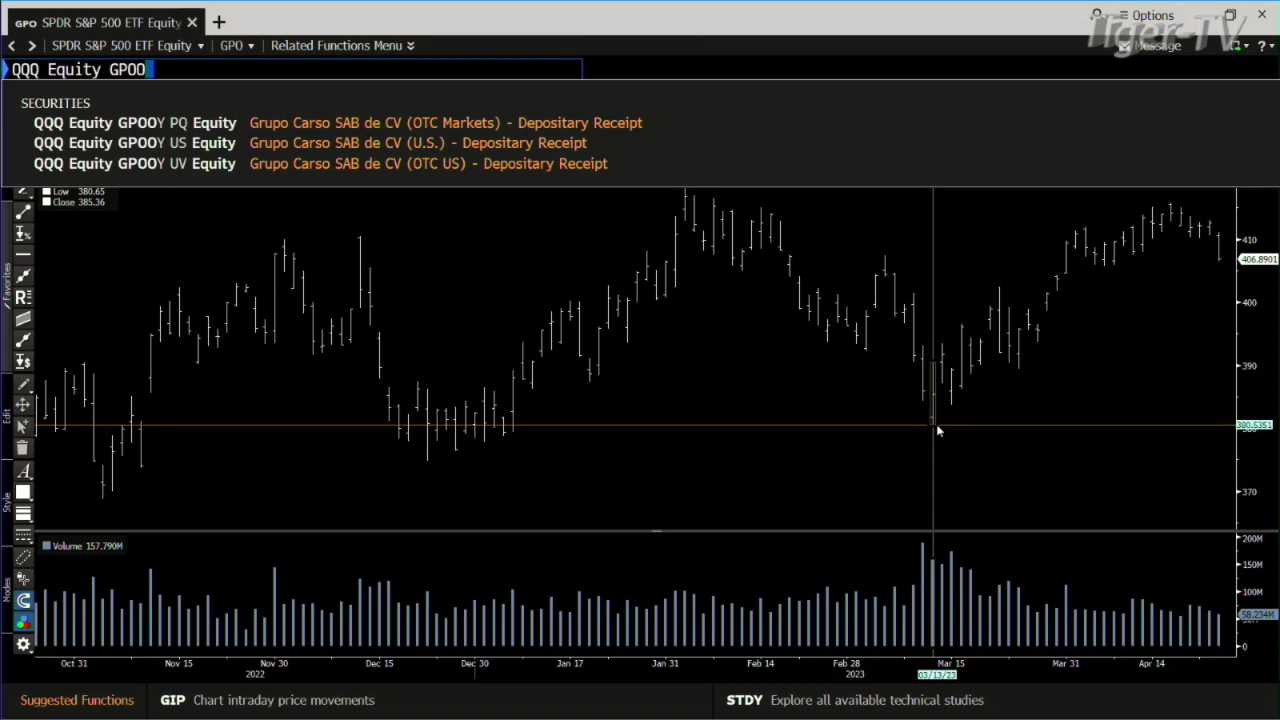 GPO SPDR S&P 500 ETF Equity
Options
SPDR S&P 500 ETF Equity GPO Related Functions Menu
Message
Tiger-TV
QQQ Equity GPOO
SECURITIES
QQQ Equity GPOOY PQ Equity Grupo Carso SAB de CV (OTC Markets) - Depositary Receipt
QQQ Equity GPOOY US Equity Grupo Carso SAB de CV (U.S.) - Depositary Receipt
QQQ Equity GPOOY UV Equity Grupo Carso SAB de CV (OTC US) - Depositary Receipt
Low 380.65
Close 385.36
Favorites
Edit
Style
Modes
410
406.8901
400
390
380.5351
370
Volume 157.790M
200M
150M
100M
58.234M
0
Oct 31 Nov 15 Nov 30 Dec 15 Dec 30 Jan 17 Jan 31 Feb 14 Feb 28 Mar 15 Mar 31 Apr 14
2022 2023 03/13/23
Suggested Functions GIP Chart intraday price movements STDY Explore all available technical studies